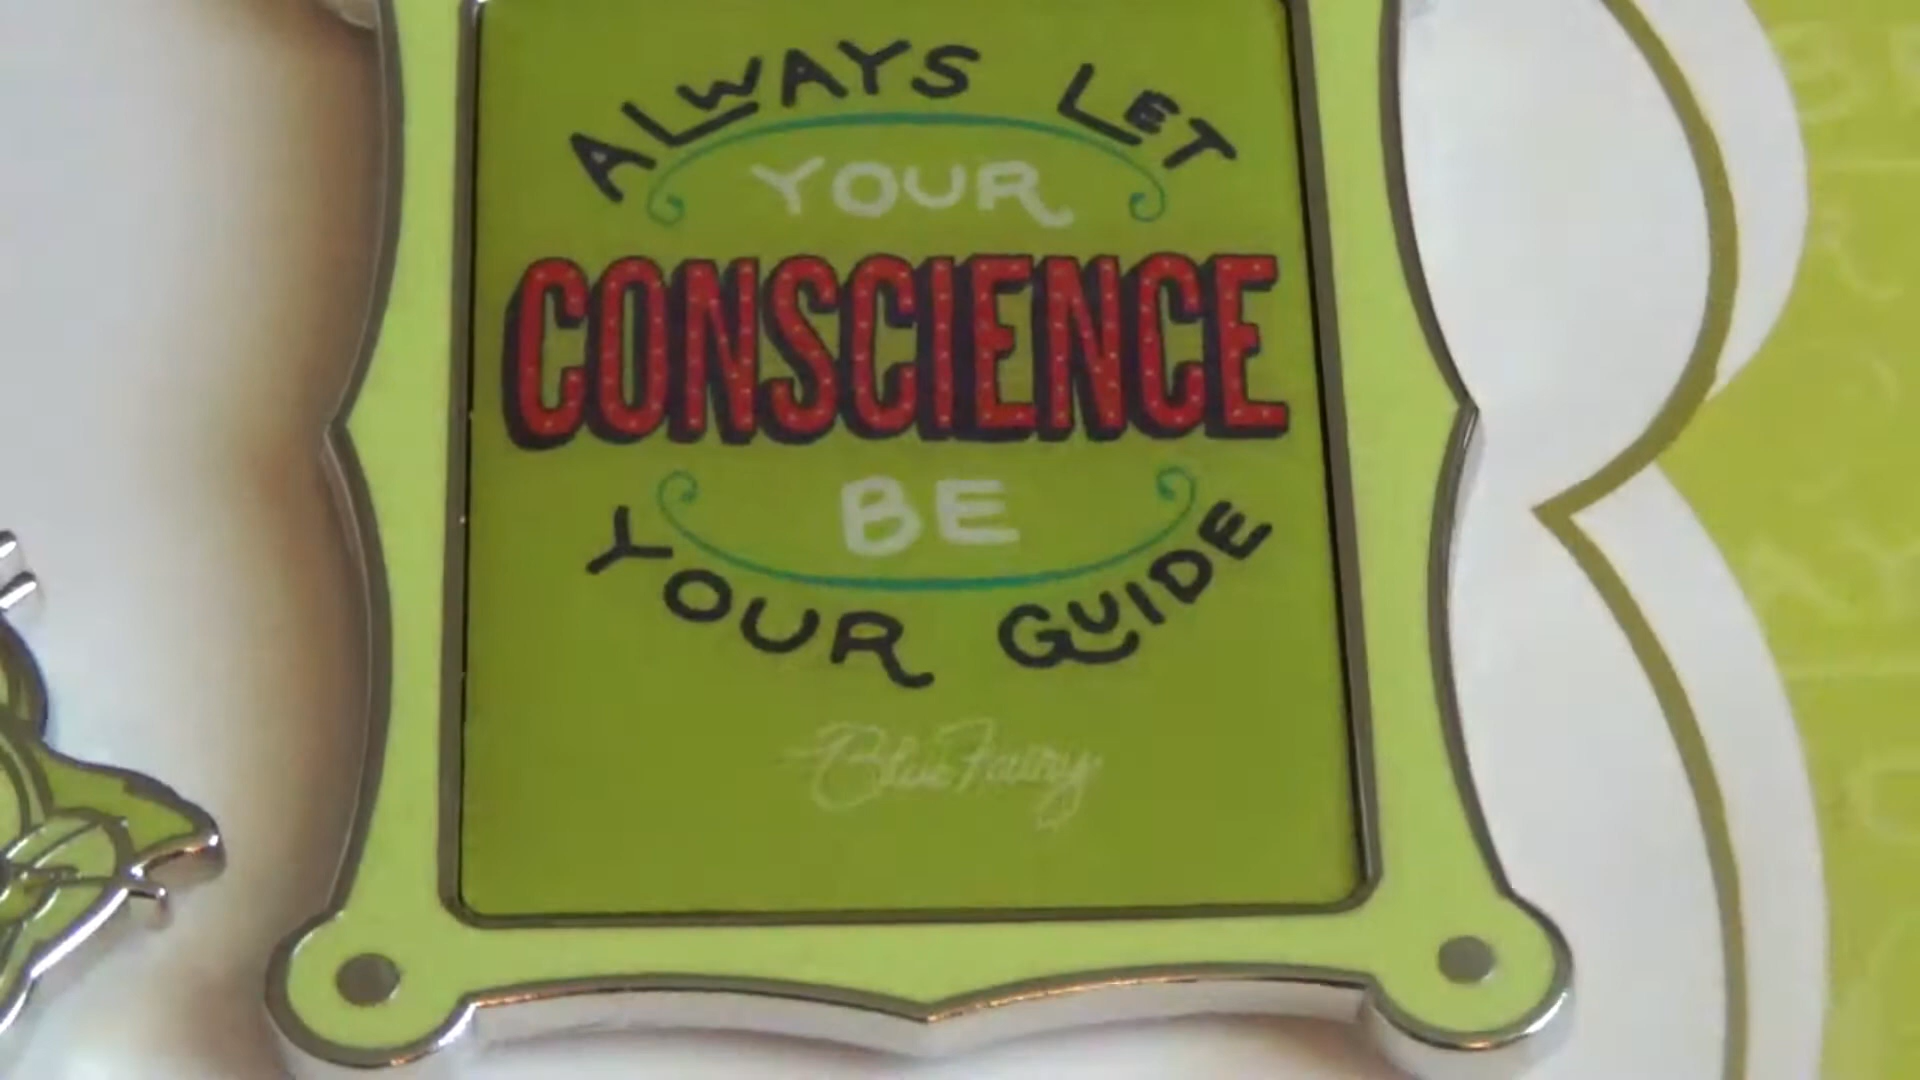 ALWAYS LET
YOUR
CONSCIENCE
BE
YOUR GUIDE
Blue Fairy